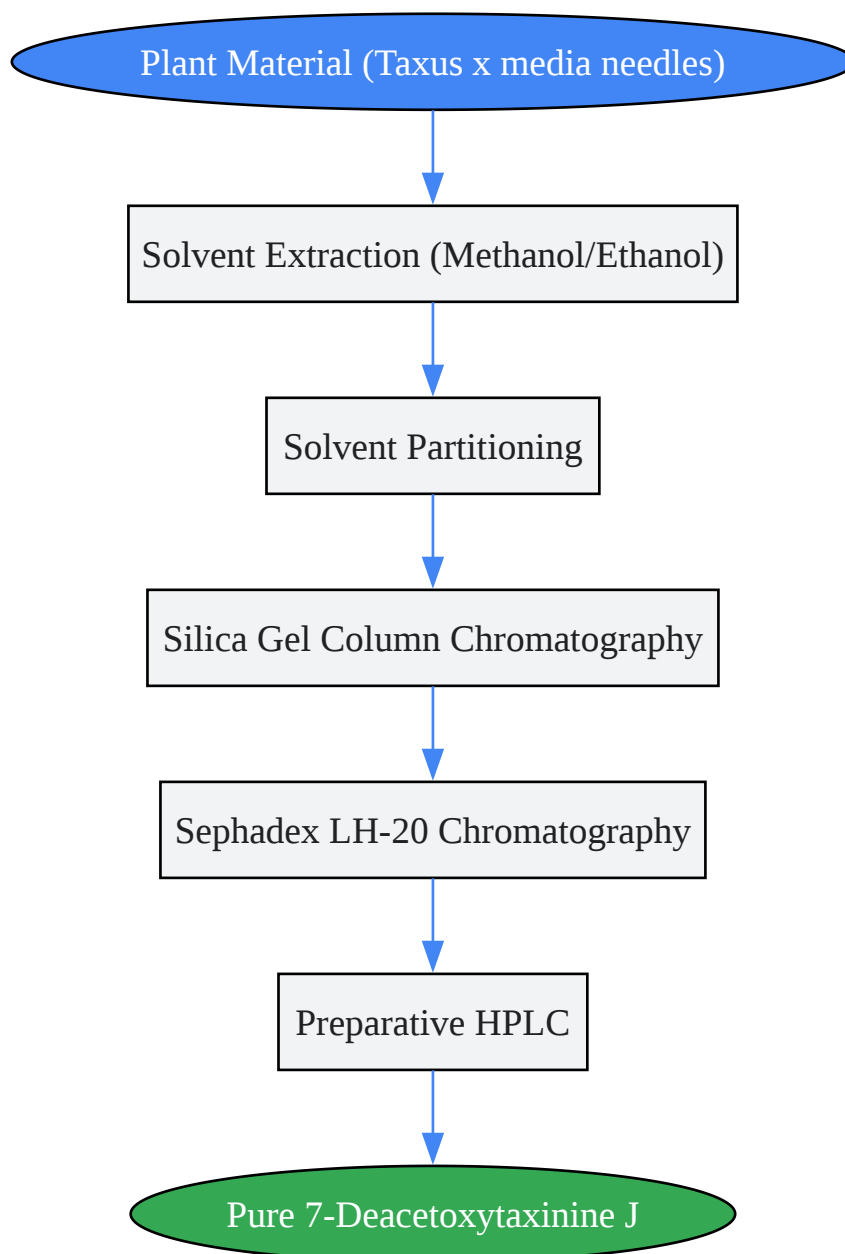 Plant Material (Taxus x media needles)
Solvent Extraction (Methanol/Ethanol)
Solvent Partitioning
Silica Gel Column Chromatography
Sephadex LH-20 Chromatography
Preparative HPLC
Pure 7-Deacetoxytaxinine J